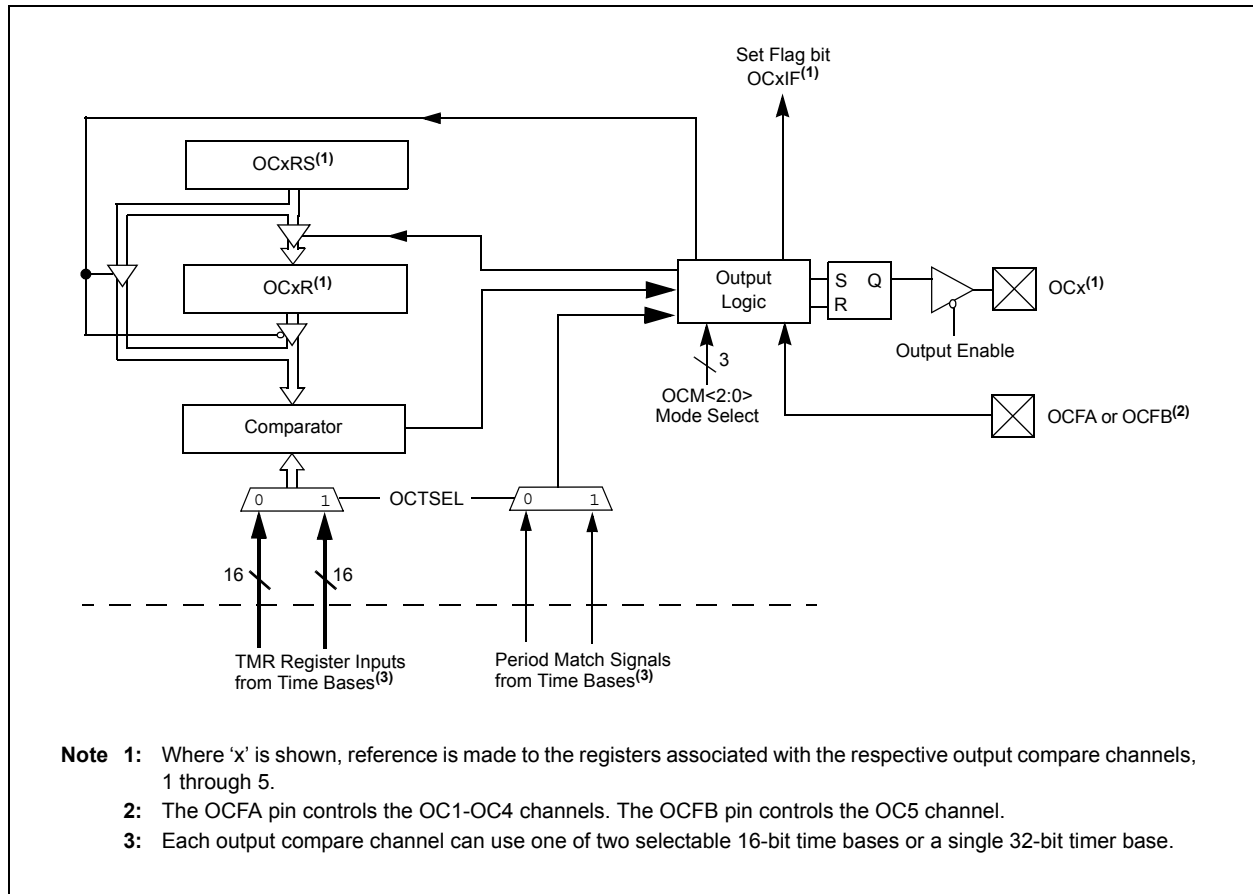 Set Flag bit
OCxIF(1)
OCxRS(1)
OCxR(1)
Output
Logic
S Q
R
OCx(1)
Output Enable
3
OCM<2:0>
Mode Select
OCFA or OCFB(2)
Comparator
0 1
OCTSEL
0 1
16
16
TMR Register Inputs
from Time Bases(3)
Period Match Signals
from Time Bases(3)
Note 1: Where ‘x’ is shown, reference is made to the registers associated with the respective output compare channels,
1 through 5.
2: The OCFA pin controls the OC1-OC4 channels. The OCFB pin controls the OC5 channel.
3: Each output compare channel can use one of two selectable 16-bit time bases or a single 32-bit timer base.